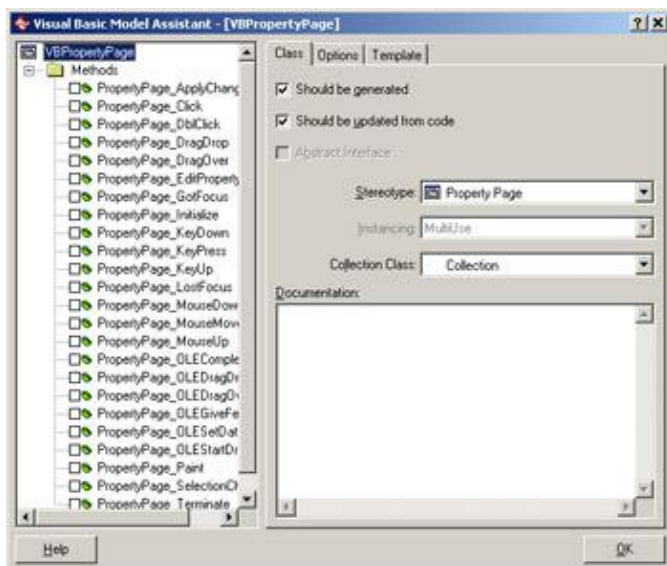 Visual Basic Model Assistant - [VBPropertyPage]
VBPropertyPage
Methods
PropertyPage_ApplyChang
PropertyPage_Click
PropertyPage_DblClick
PropertyPage_DragDrop
PropertyPage_DragOver
PropertyPage_EditProperty
PropertyPage_GotFocus
PropertyPage_Initialize
PropertyPage_KeyDown
PropertyPage_KeyPress
PropertyPage_KeyUp
PropertyPage_LostFocus
PropertyPage_MouseDow
PropertyPage_MouseMov
PropertyPage_MouseUp
PropertyPage_OLEComple
PropertyPage_OLEDragDr
PropertyPage_OLEDragOv
PropertyPage_OLEGiveFe
PropertyPage_OLESetDat
PropertyPage_OLEStartDr
PropertyPage_Paint
PropertyPage_SelectionCh
PropertyPage_Terminate
Class Options Template
Should be generated
Should be updated from code
Abstract Interface
Stereotype: Property Page
Instancing: MultiUse
Collection Class: Collection
Documentation:
Help OK